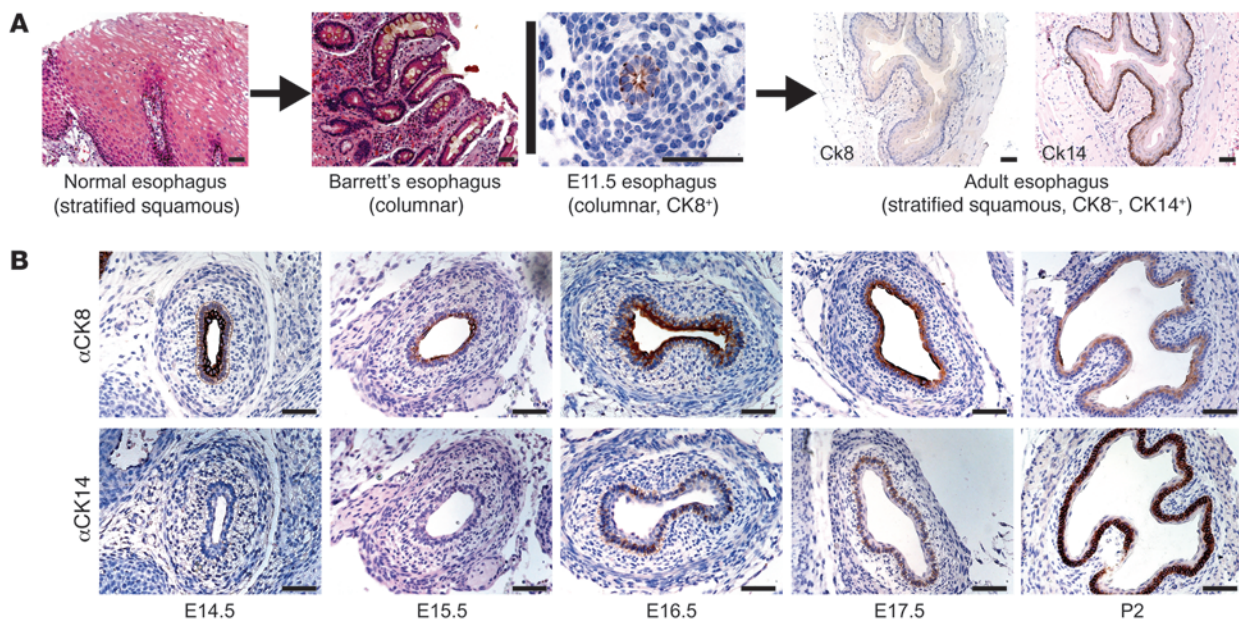 A
Ck8
Ck14
Normal esophagus
(stratified squamous)
Barrett's esophagus
(columnar)
E11.5 esophagus
(columnar, CK8⁺)
Adult esophagus
(stratified squamous, CK8⁻, CK14⁺)
B
αCK8
αCK14
E14.5
E15.5
E16.5
E17.5
P2